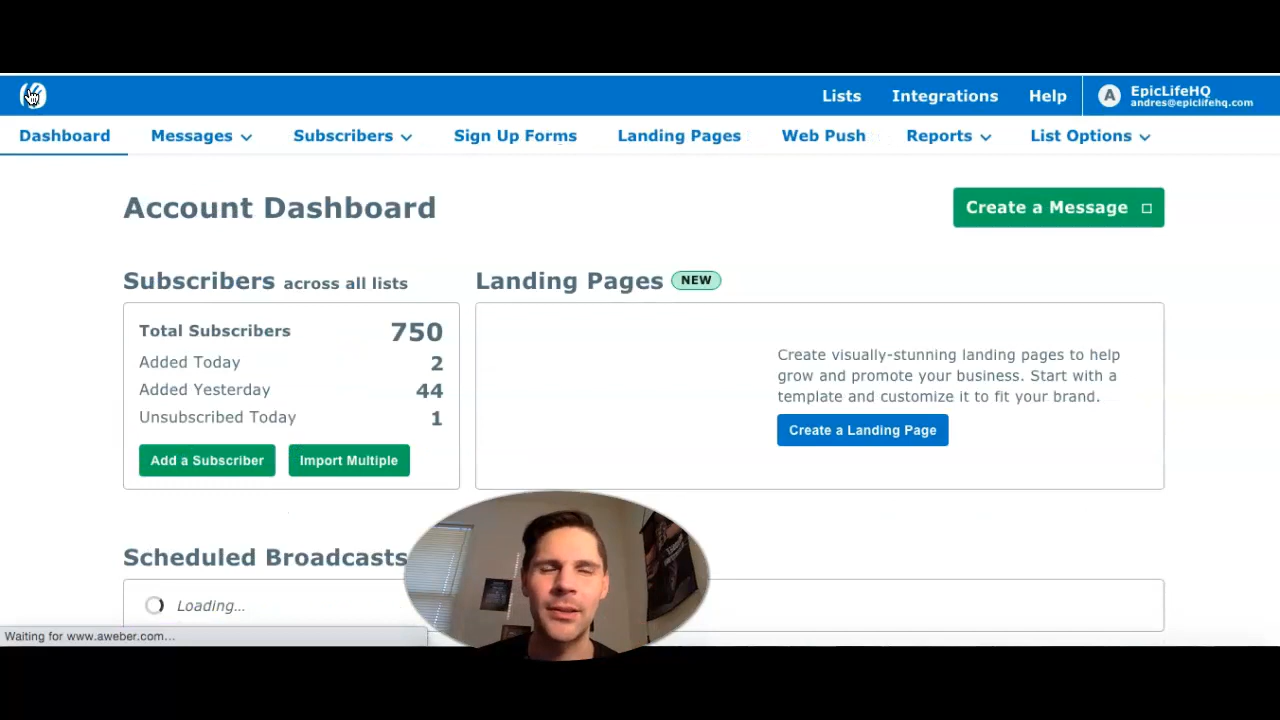 Lists Integrations Help A EpicLifeHQ
andres@epiclifehq.com
Dashboard Messages Subscribers Sign Up Forms Landing Pages Web Push Reports List Options
Account Dashboard
Create a Message
Subscribers across all lists
Landing Pages NEW
Total Subscribers 750
Added Today 2
Added Yesterday 44
Unsubscribed Today 1
Add a Subscriber Import Multiple
Create visually-stunning landing pages to help
grow and promote your business. Start with a
template and customize it to fit your brand.
Create a Landing Page
Scheduled Broadcasts
Loading...
Waiting for www.aweber.com...